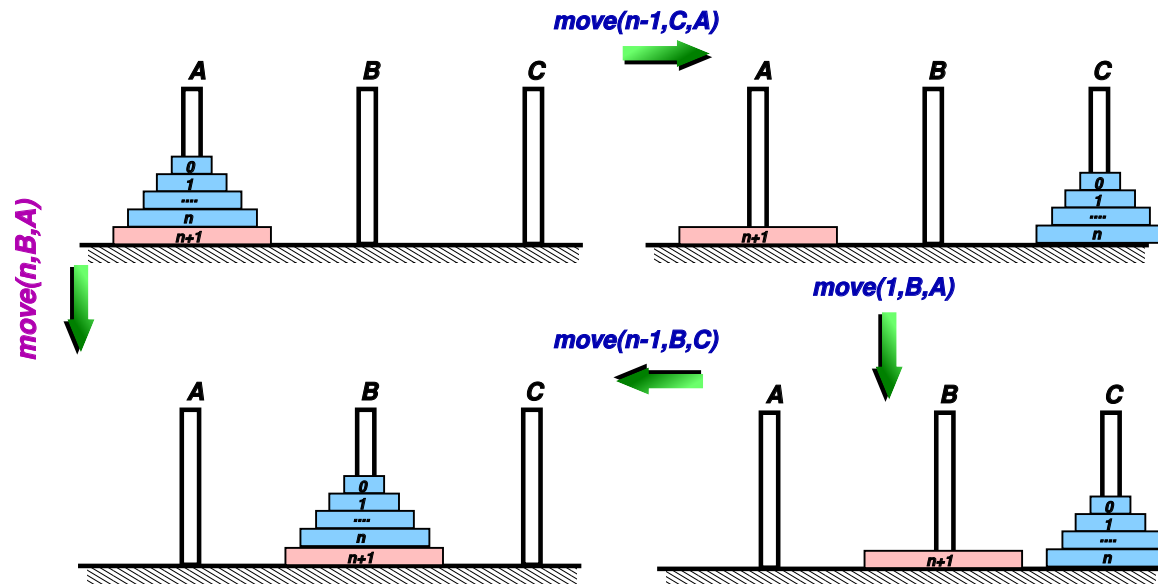 move(n-1,C,A)
A B C
0
1
....
n
n+1
A B C
0
1
....
n
n+1
move(n,B,A)
move(1,B,A)
move(n-1,B,C)
A B C
0
1
....
n
n+1
A B C
0
1
....
n
n+1